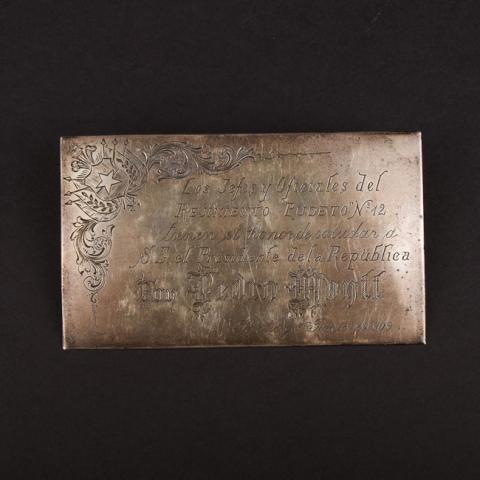 Los Jefes y Oficiales del
REGIMIENTO "PUDETO" Nº 12
tienen el honor de saludar a
S. E. el Presidente de la República
Don Pedro Montt